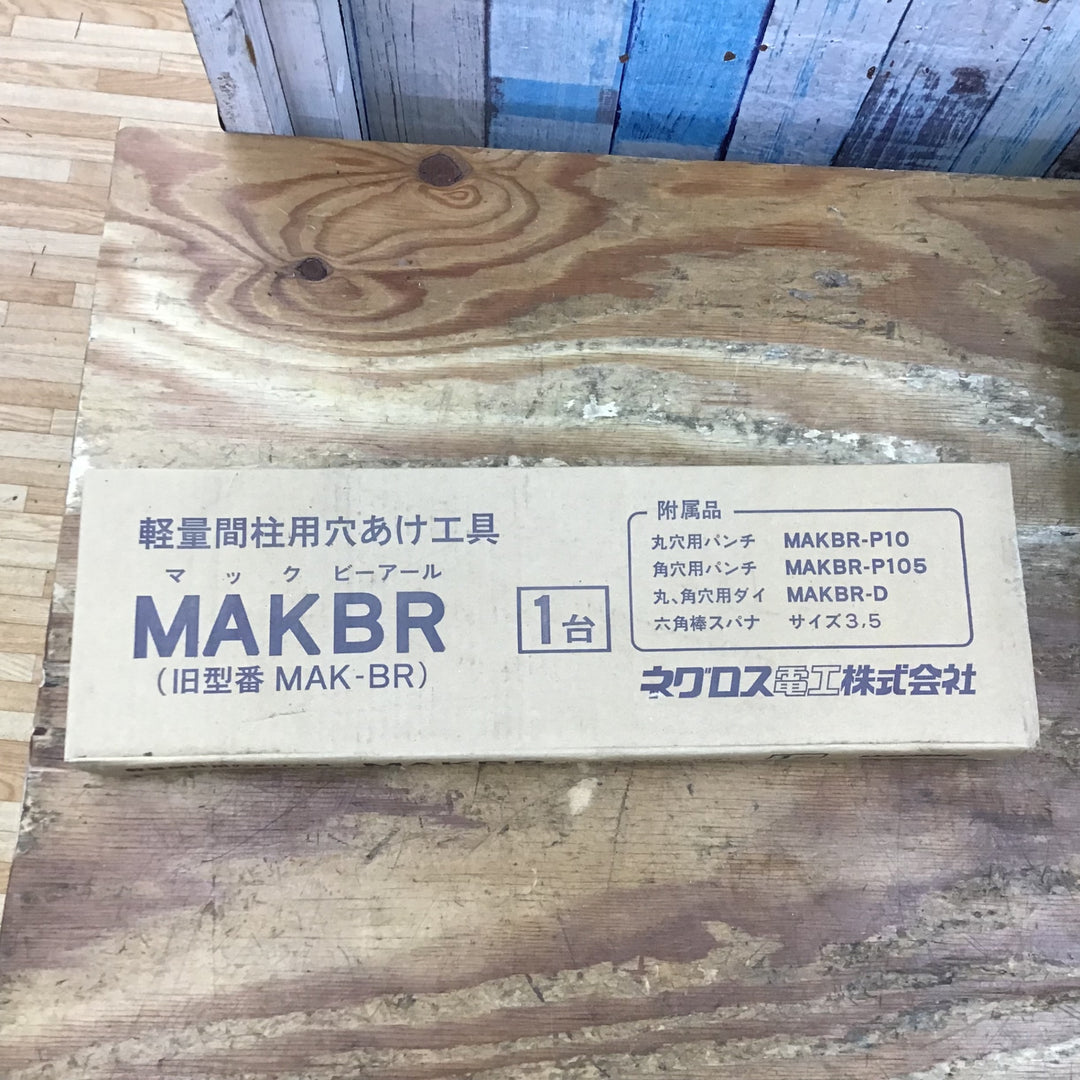 軽量間柱用穴あけ工具
マック ビーアール
MAKBR
(旧型番 MAK-BR)
1台
附属品
丸穴用パンチ MAKBR-P10
角穴用パンチ MAKBR-P105
丸、角穴用ダイ MAKBR-D
六角棒スパナ サイズ3,5
ネグロス電工株式会社